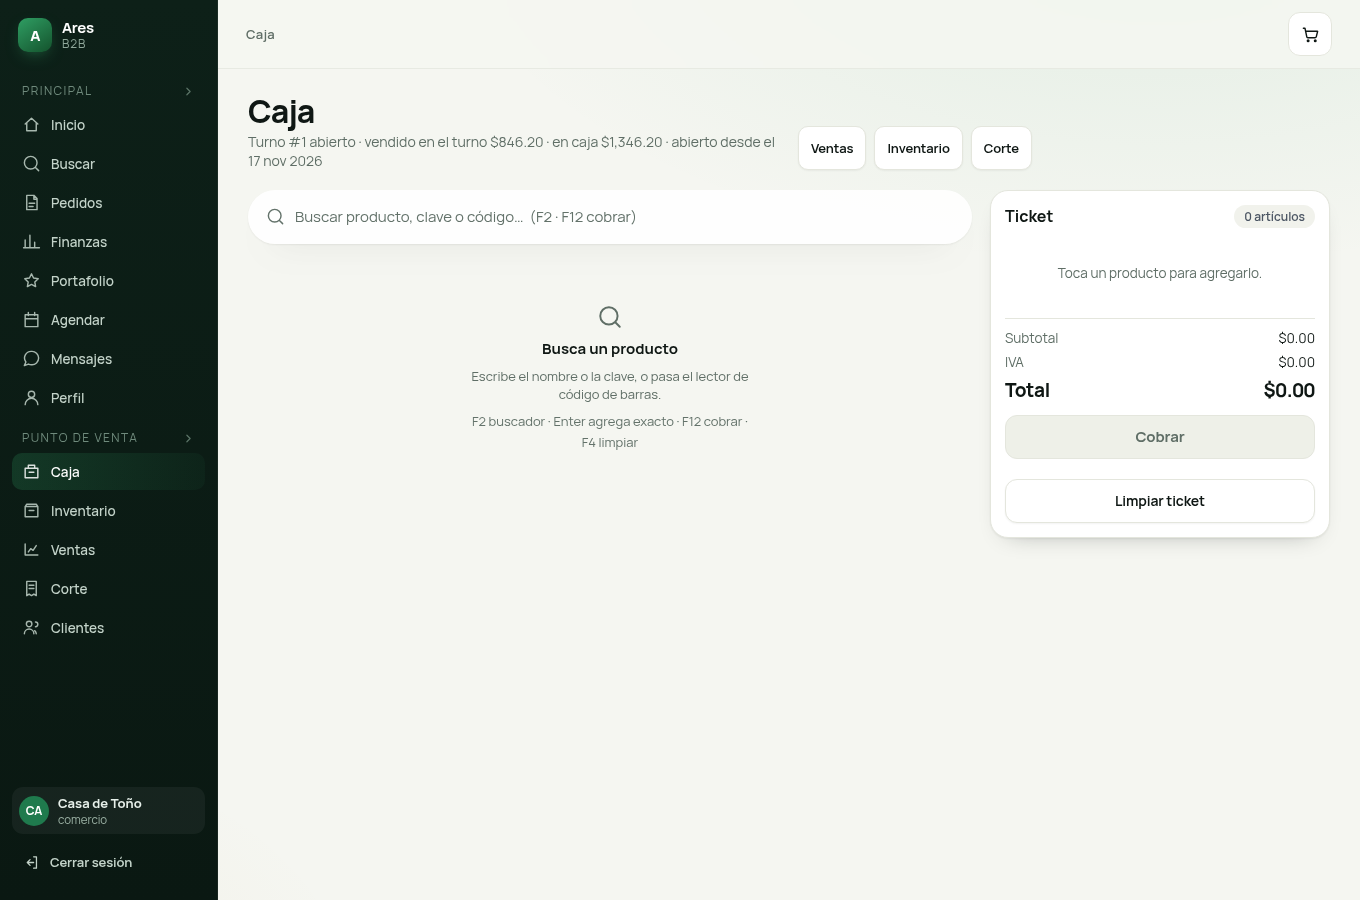 A
Ares
B2B
PRINCIPAL
Inicio
Buscar
Pedidos
Finanzas
Portafolio
Agendar
Mensajes
Perfil
PUNTO DE VENTA
Caja
Inventario
Ventas
Corte
Clientes
CA
Casa de Toño
comercio
Cerrar sesión
Caja
Caja
Turno #1 abierto · vendido en el turno $846.20 · en caja $1,346.20 · abierto desde el
17 nov 2026
Ventas
Inventario
Corte
Buscar producto, clave o código... (F2 · F12 cobrar)
Busca un producto
Escribe el nombre o la clave, o pasa el lector de
código de barras.
F2 buscador · Enter agrega exacto · F12 cobrar ·
F4 limpiar
Ticket
0 artículos
Toca un producto para agregarlo.
Subtotal $0.00
IVA $0.00
Total $0.00
Cobrar
Limpiar ticket